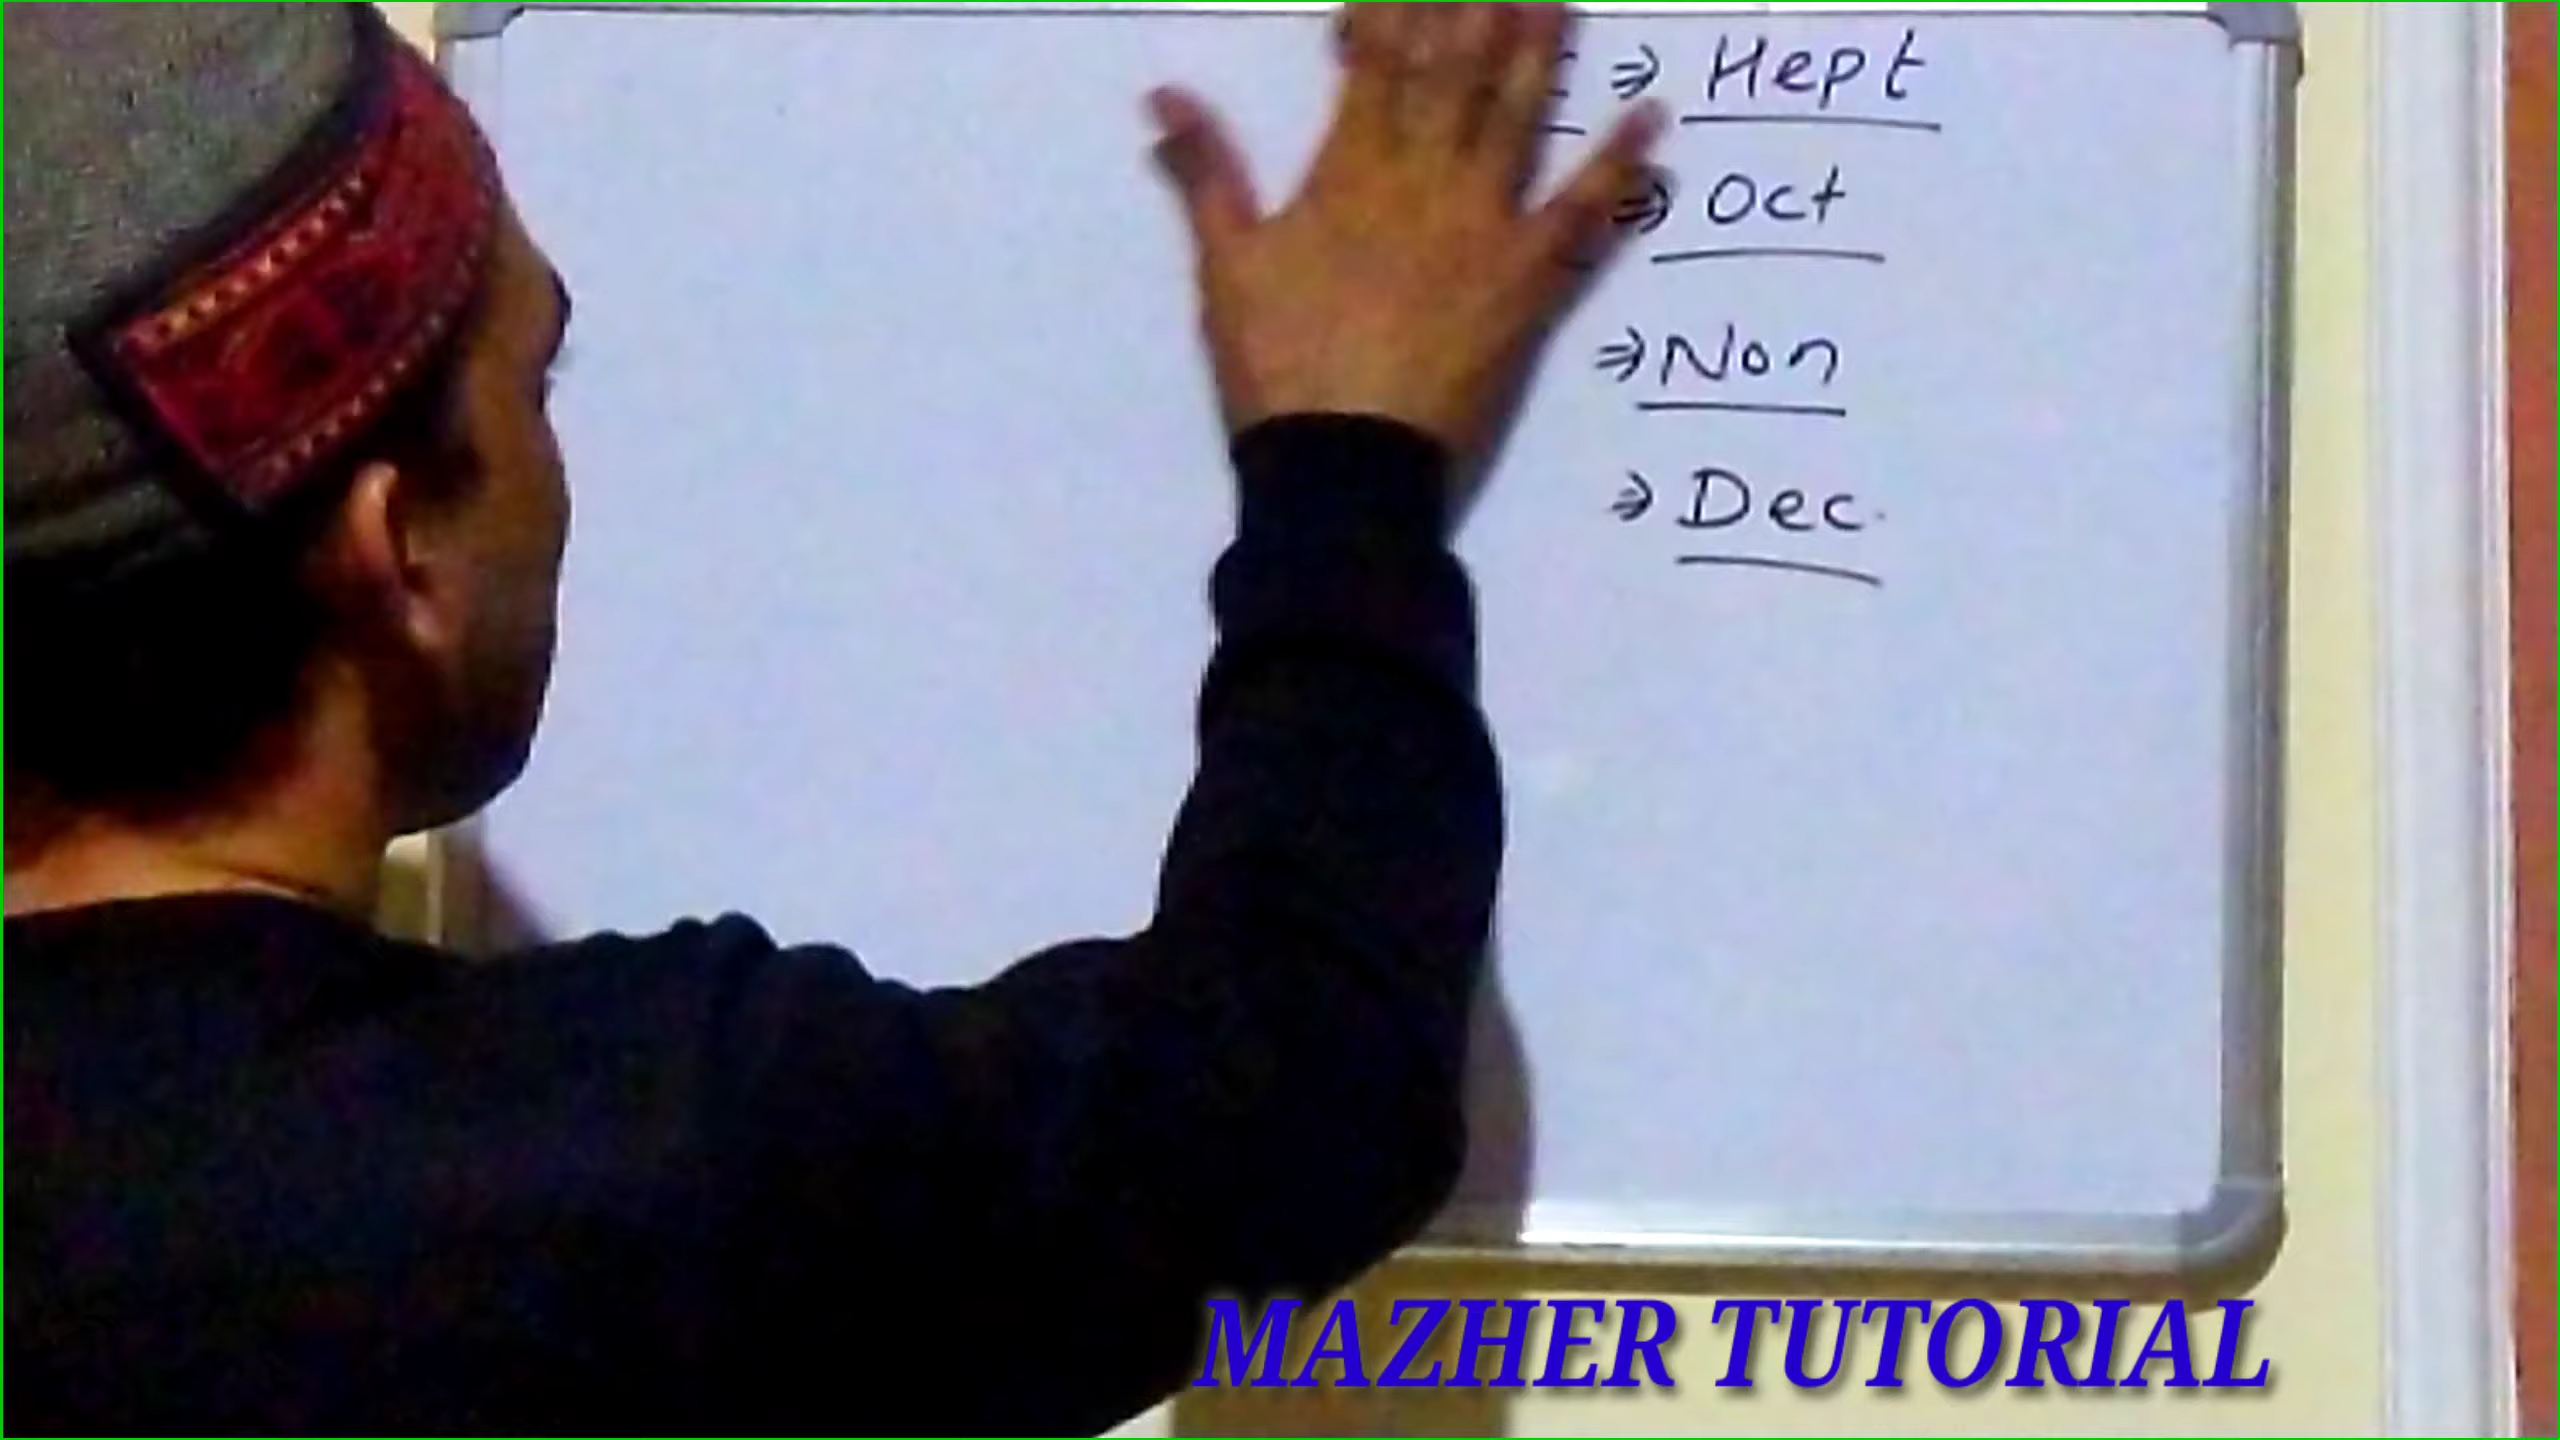 ⇒ Hept
⇒ Oct
⇒ Non
⇒ Dec.
MAZHER TUTORIAL